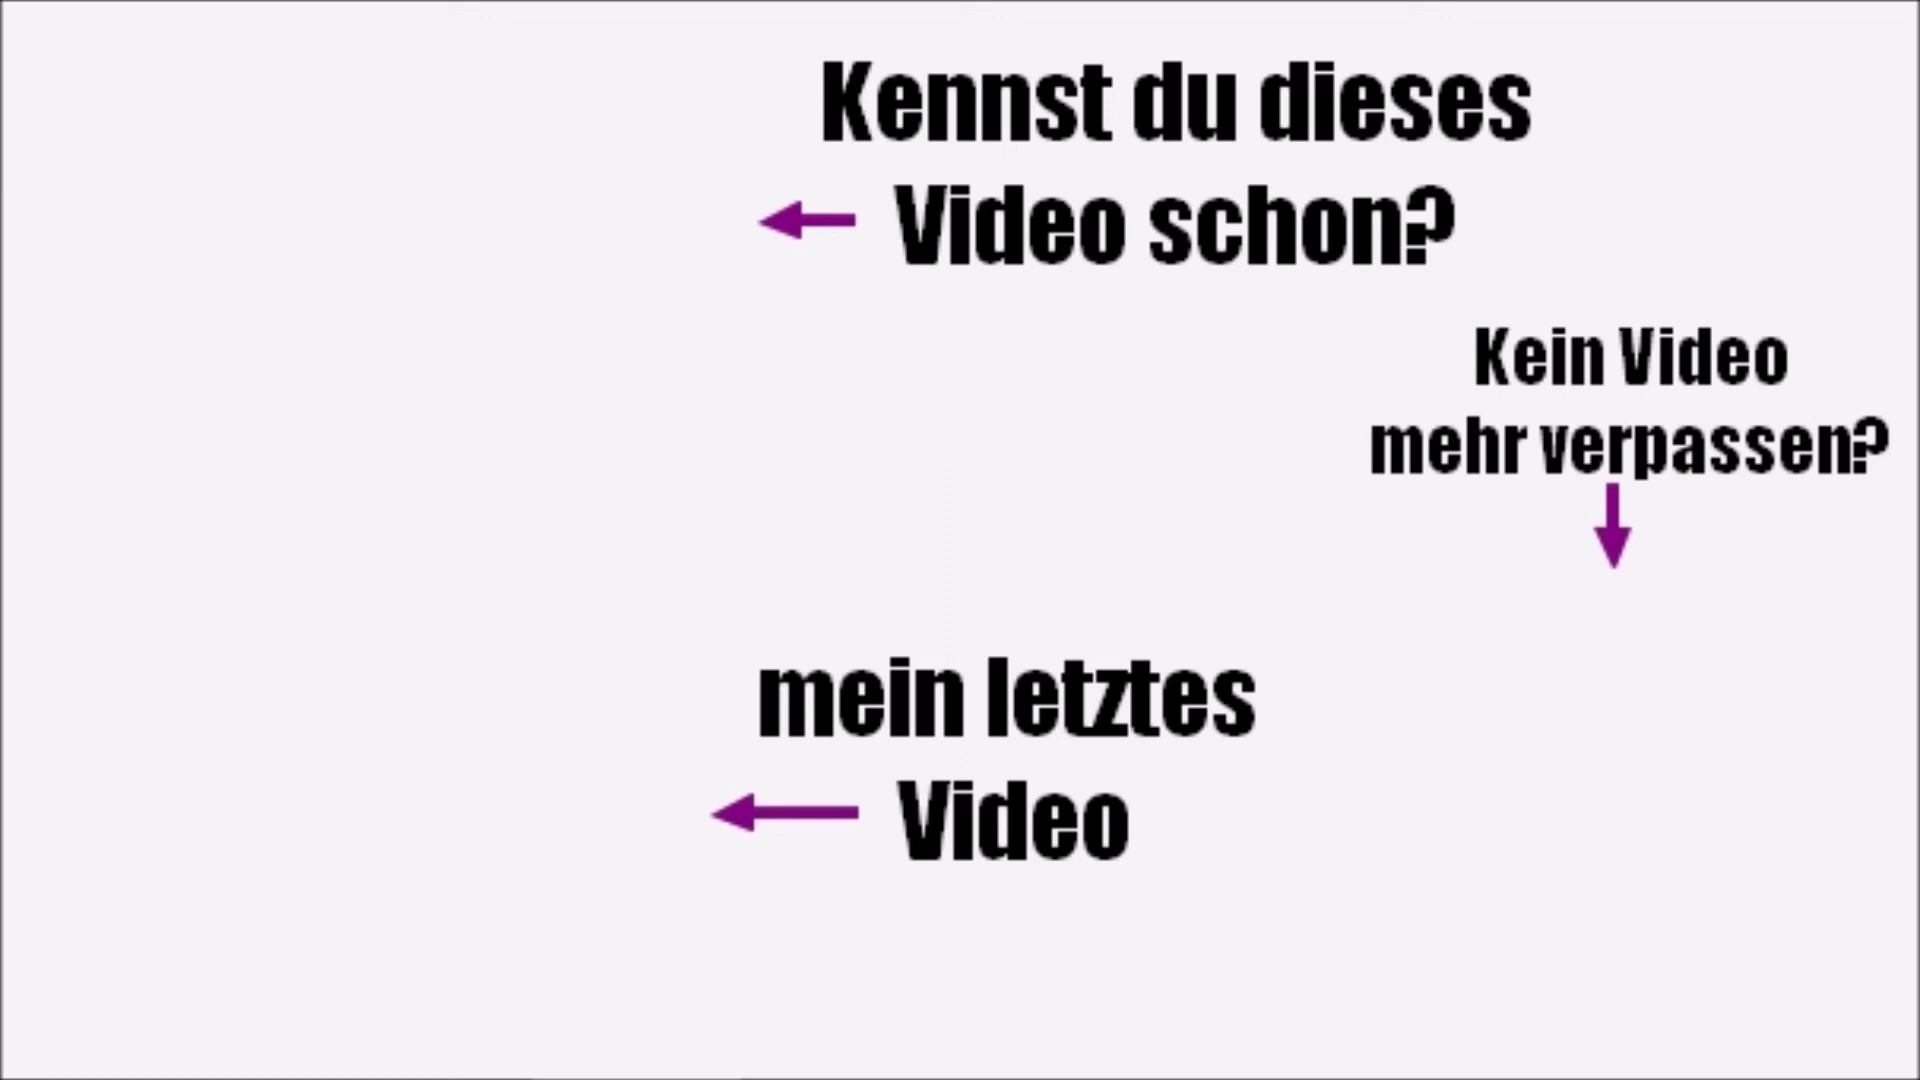 Kennst du dieses
Video schon?
Kein Video
mehr verpassen?
mein letztes
Video